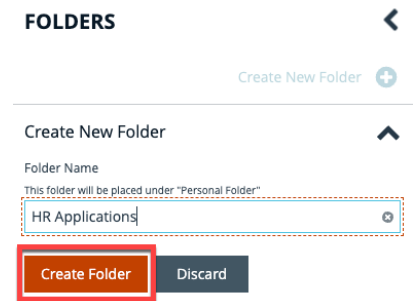 FOLDERS
Create New Folder
Create New Folder
Folder Name
This folder will be placed under "Personal Folder"
HR Applications
Create Folder
Discard